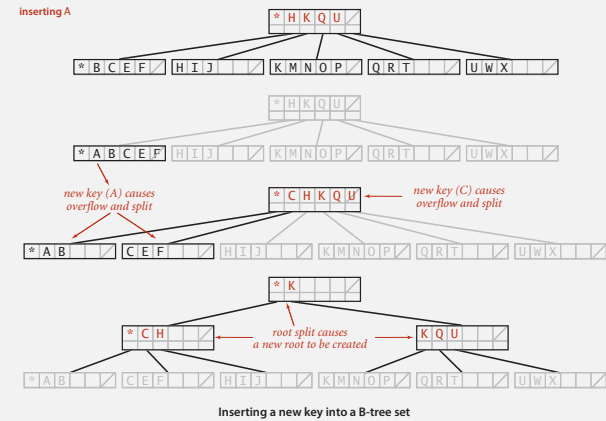 inserting A
* H K Q U
* B C E F H I J K M N O P Q R T U W X
* H K Q U
* A B C E F H I J K M N O P Q R T U W X
new key (A) causes
overflow and split
* C H K Q U
new key (C) causes
overflow and split
* A B C E F H I J K M N O P Q R T U W X
* K
* C H
root split causes
a new root to be created
K Q U
* A B C E F H I J K M N O P Q R T U W X
Inserting a new key into a B-tree set